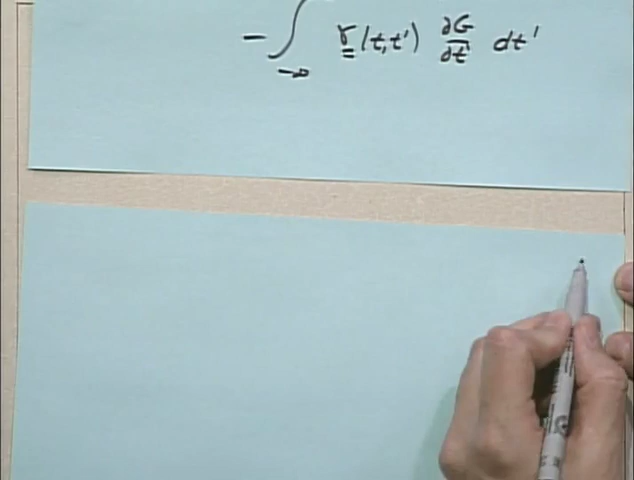 - ∫_{-∞} γ̳(t,t') ∂G/∂t' dt'